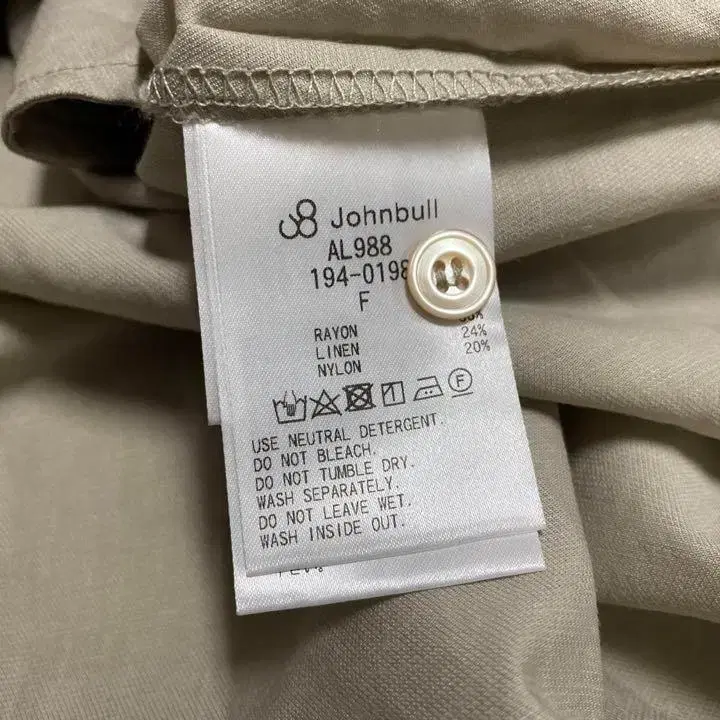 Johnbull
AL988
194-0198
F
RAYON
LINEN 24%
NYLON 20%
F
USE NEUTRAL DETERGENT.
DO NOT BLEACH.
DO NOT TUMBLE DRY.
WASH SEPARATELY.
DO NOT LEAVE WET.
WASH INSIDE OUT.